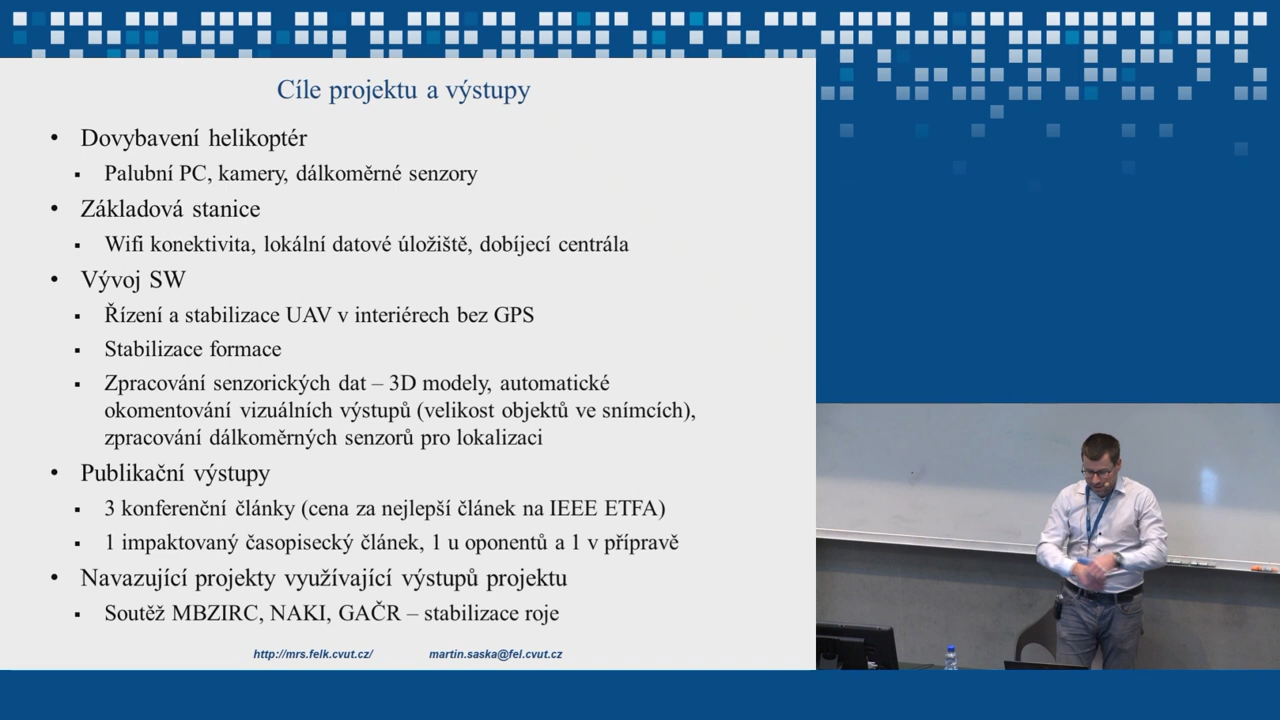 Cíle projektu a výstupy
• Dovybavení helikoptér
▪ Palubní PC, kamery, dálkoměrné senzory
• Základová stanice
▪ Wifi konektivita, lokální datové úložiště, dobíjecí centrála
• Vývoj SW
▪ Řízení a stabilizace UAV v interiérech bez GPS
▪ Stabilizace formace
▪ Zpracování senzorických dat – 3D modely, automatické
okomentování vizuálních výstupů (velikost objektů ve snímcích),
zpracování dálkoměrných senzorů pro lokalizaci
• Publikační výstupy
▪ 3 konferenční články (cena za nejlepší článek na IEEE ETFA)
▪ 1 impaktovaný časopisecký článek, 1 u oponentů a 1 v přípravě
• Navazující projekty využívající výstupů projektu
▪ Soutěž MBZIRC, NAKI, GAČR – stabilizace roje
http://mrs.felk.cvut.cz/ martin.saska@fel.cvut.cz